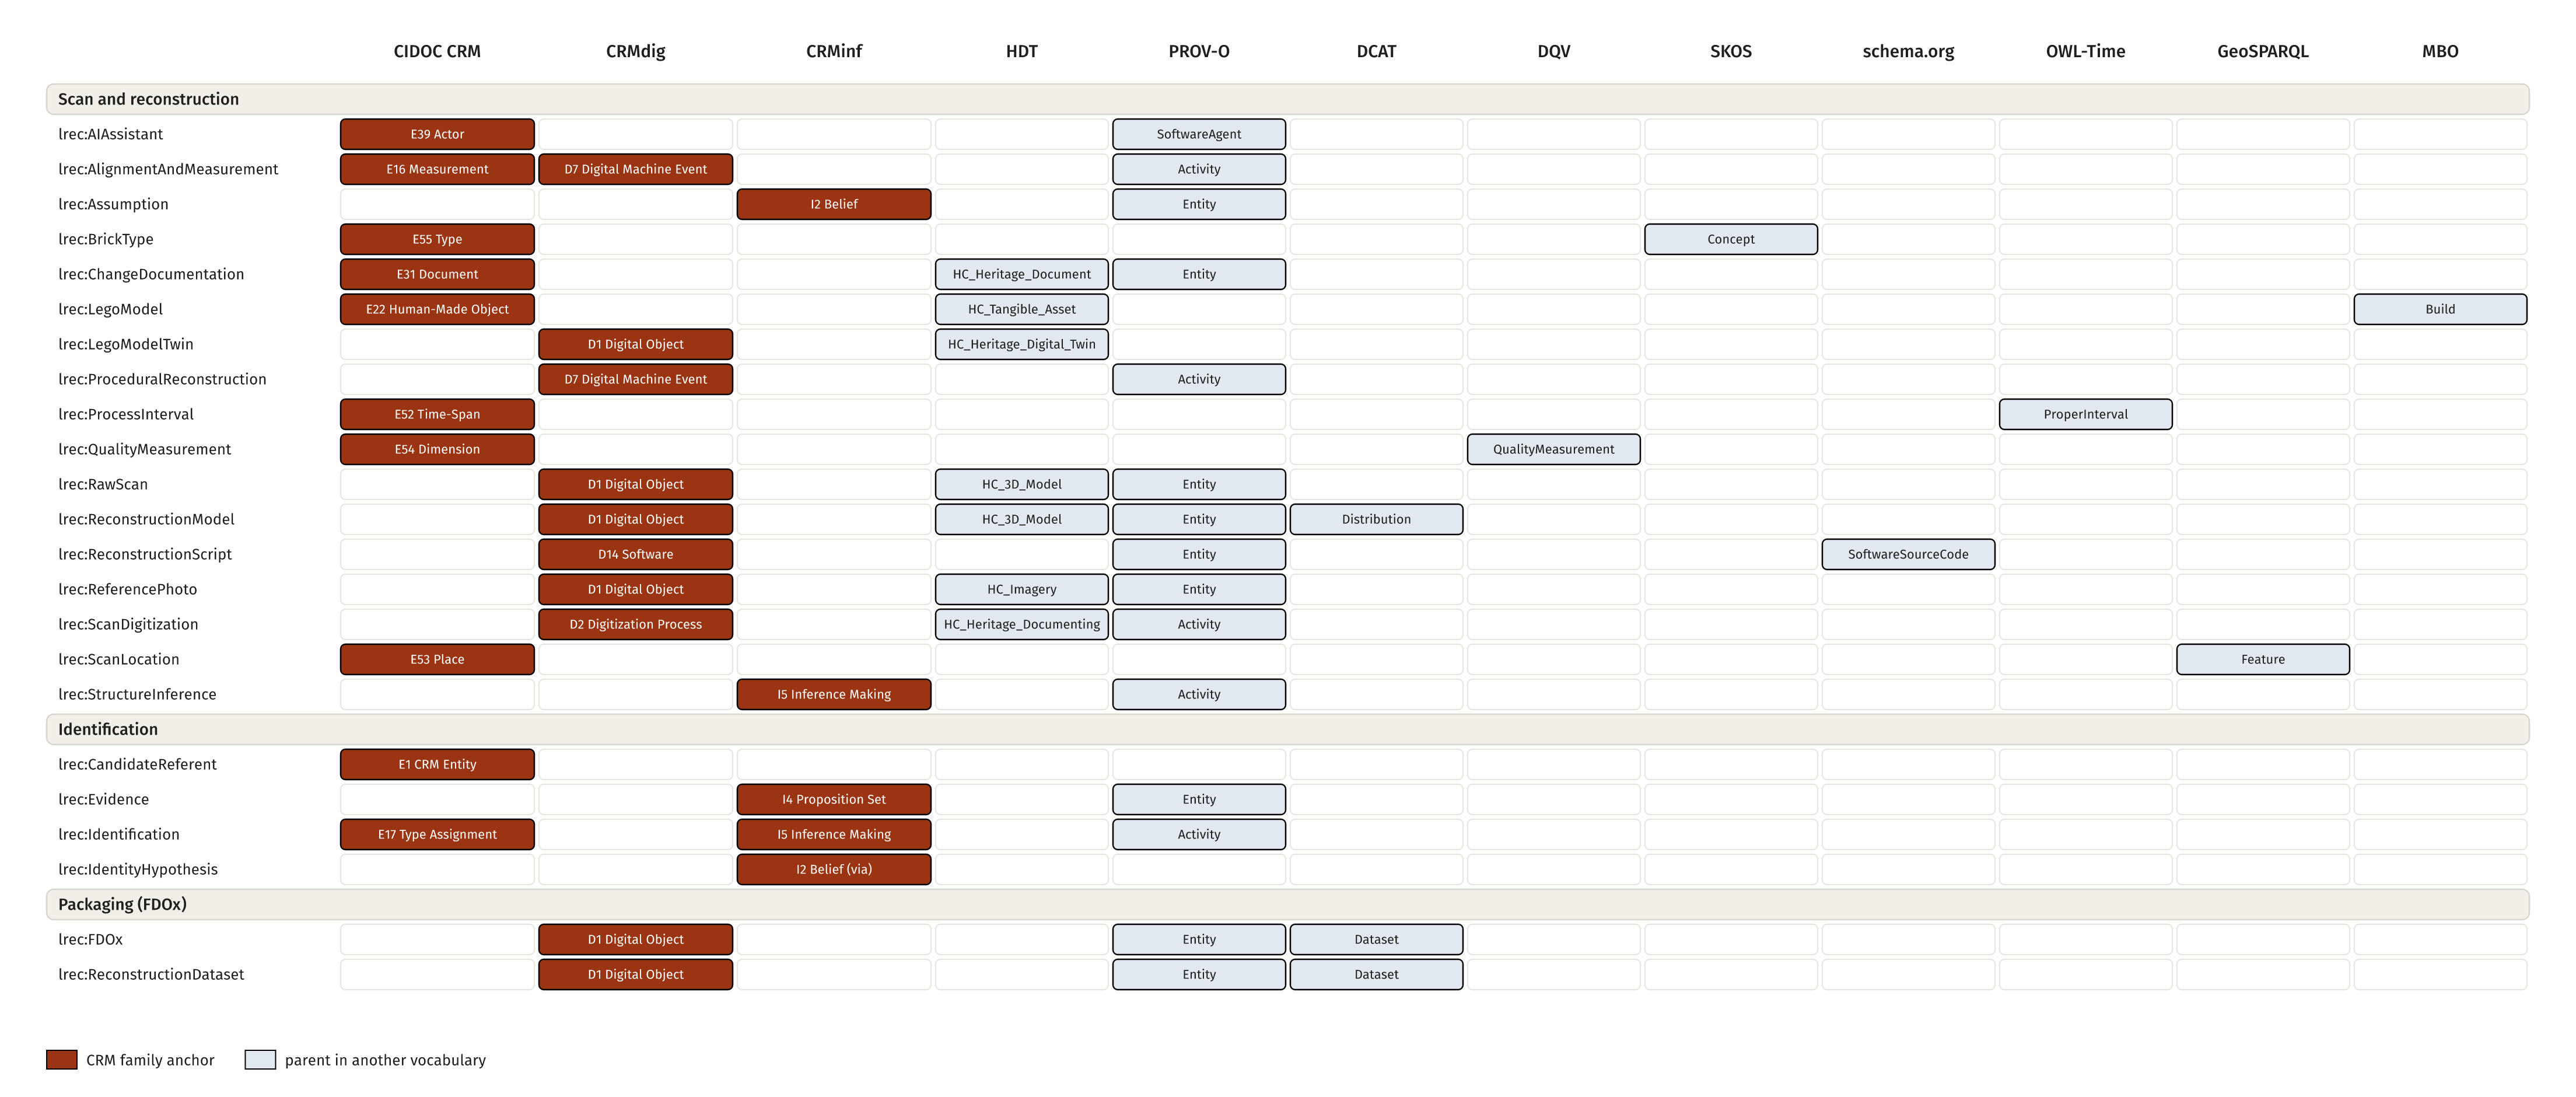 CIDOC CRM CRMdig CRMinf HDT PROV-O DCAT DQV SKOS schema.org OWL-Time GeoSPARQL MBO
Scan and reconstruction
lrec:AIAssistant E39 Actor SoftwareAgent
lrec:AlignmentAndMeasurement E16 Measurement D7 Digital Machine Event Activity
lrec:Assumption I2 Belief Entity
lrec:BrickType E55 Type Concept
lrec:ChangeDocumentation E31 Document HC_Heritage_Document Entity
lrec:LegoModel E22 Human-Made Object HC_Tangible_Asset Build
lrec:LegoModelTwin D1 Digital Object HC_Heritage_Digital_Twin
lrec:ProceduralReconstruction D7 Digital Machine Event Activity
lrec:ProcessInterval E52 Time-Span ProperInterval
lrec:QualityMeasurement E54 Dimension QualityMeasurement
lrec:RawScan D1 Digital Object HC_3D_Model Entity
lrec:ReconstructionModel D1 Digital Object HC_3D_Model Entity Distribution
lrec:ReconstructionScript D14 Software Entity SoftwareSourceCode
lrec:ReferencePhoto D1 Digital Object HC_Imagery Entity
lrec:ScanDigitization D2 Digitization Process HC_Heritage_Documenting Activity
lrec:ScanLocation E53 Place Feature
lrec:StructureInference I5 Inference Making Activity
Identification
lrec:CandidateReferent E1 CRM Entity
lrec:Evidence I4 Proposition Set Entity
lrec:Identification E17 Type Assignment I5 Inference Making Activity
lrec:IdentityHypothesis I2 Belief (via)
Packaging (FDOx)
lrec:FDOx D1 Digital Object Entity Dataset
lrec:ReconstructionDataset D1 Digital Object Entity Dataset
CRM family anchor parent in another vocabulary